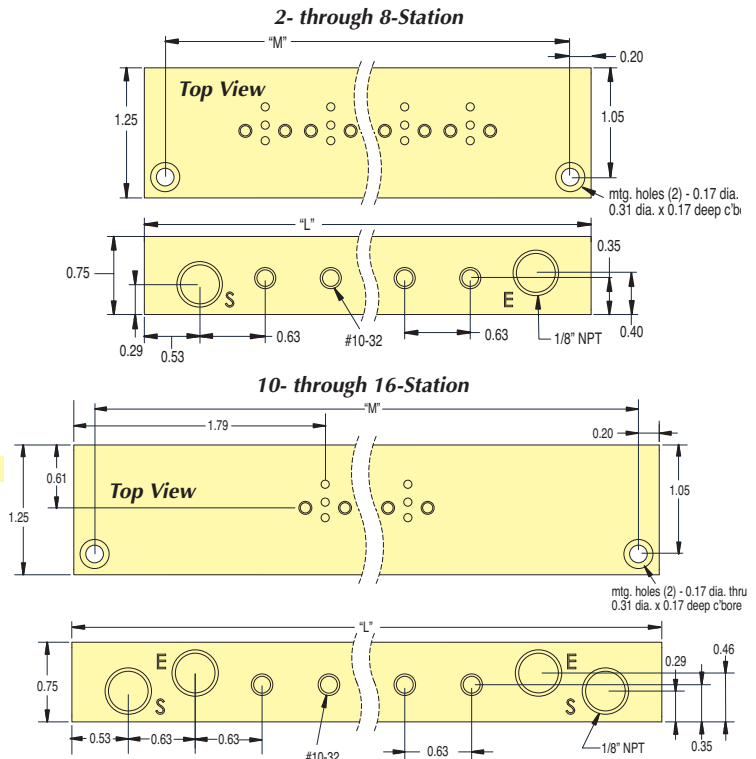 2- through 8-Station
"M"
0.20
Top View
1.25
1.05
mtg. holes (2) - 0.17 dia.
0.31 dia. x 0.17 deep c'bo
"L"
0.35
0.75
S
E
0.29
0.53
0.63
#10-32
0.63
1/8" NPT
0.40
10- through 16-Station
"M"
1.79
0.20
0.61
Top View
1.25
1.05
mtg. holes (2) - 0.17 dia. thru
0.31 dia. x 0.17 deep c'bore
"L"
E
E
0.46
0.29
0.75
S
S
0.53
0.63
0.63
#10-32
0.63
1/8" NPT
0.35